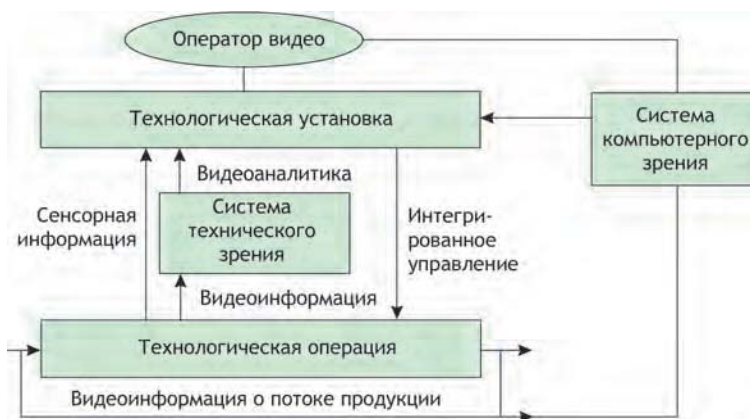 Оператор видео
Технологическая установка
Система
компьютерного
зрения
Видеоаналитика
Сенсорная
информация
Система
технического
зрения
Интегри-
рованное
управление
Видеоинформация
Технологическая операция
Видеоинформация о потоке продукции